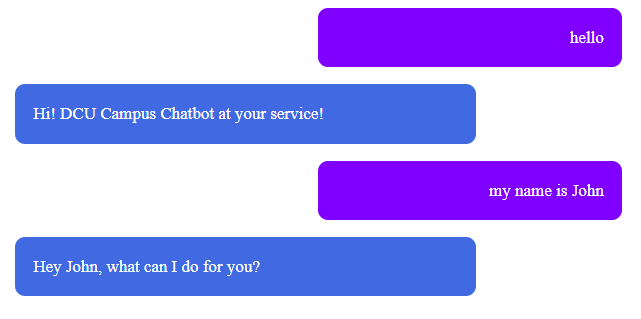 hello
Hi! DCU Campus Chatbot at your service!
my name is John
Hey John, what can I do for you?